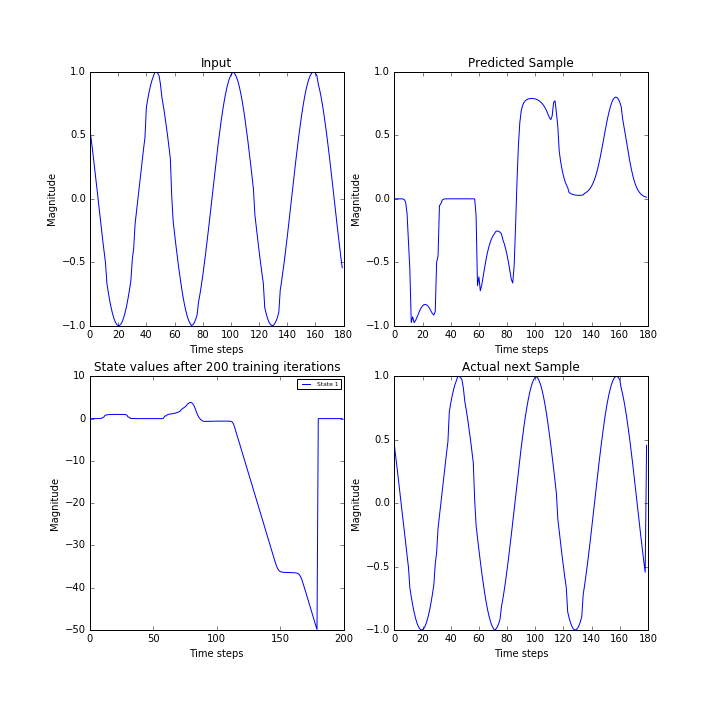 Input
1.0
0.5
0.0
−0.5
−1.0
Magnitude
0 20 40 60 80 100 120 140 160 180
Time steps
Predicted Sample
1.0
0.5
0.0
−0.5
−1.0
Magnitude
0 20 40 60 80 100 120 140 160 180
Time steps
State values after 200 training iterations
10
0
−10
−20
−30
−40
−50
Magnitude
State 1
0 50 100 150 200
Time steps
Actual next Sample
1.0
0.5
0.0
−0.5
−1.0
Magnitude
0 20 40 60 80 100 120 140 160 180
Time steps